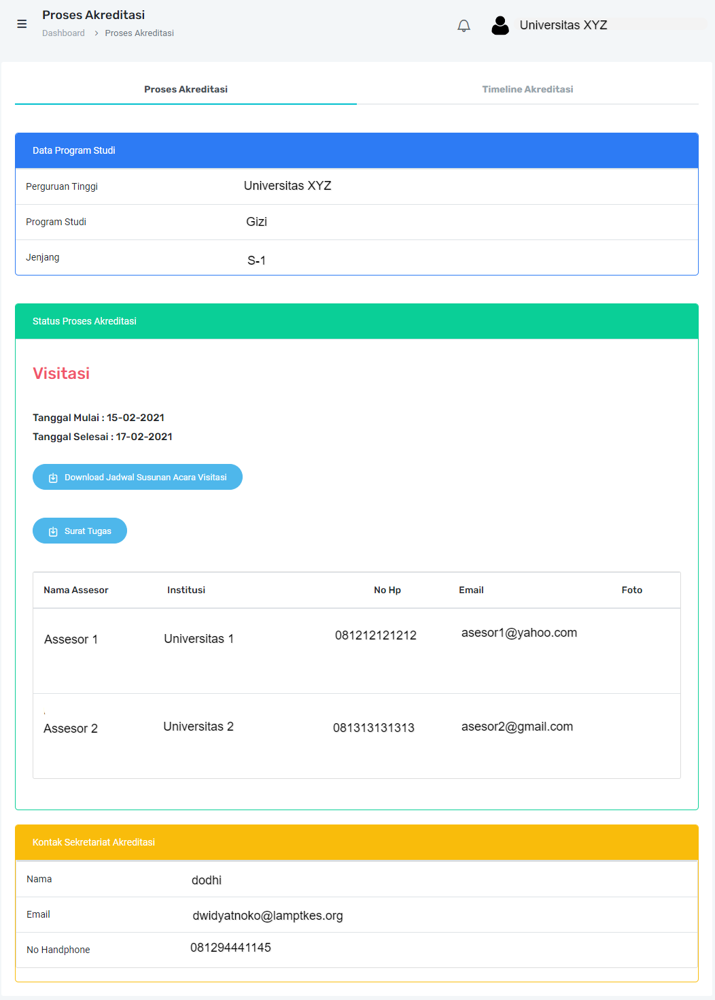 Proses Akreditasi
Dashboard > Proses Akreditasi
Universitas XYZ
Proses Akreditasi
Timeline Akreditasi
Data Program Studi
Perguruan Tinggi Universitas XYZ
Program Studi Gizi
Jenjang S-1
Status Proses Akreditasi
Visitasi
Tanggal Mulai : 15-02-2021
Tanggal Selesai : 17-02-2021
Download Jadwal Susunan Acara Visitasi
Surat Tugas
Nama Assesor Institusi No Hp Email Foto
Assesor 1 Universitas 1 081212121212 asesor1@yahoo.com
Assesor 2 Universitas 2 081313131313 asesor2@gmail.com
Kontak Sekretariat Akreditasi
Nama dodhi
Email dwidyatnoko@lamptkes.org
No Handphone 081294441145